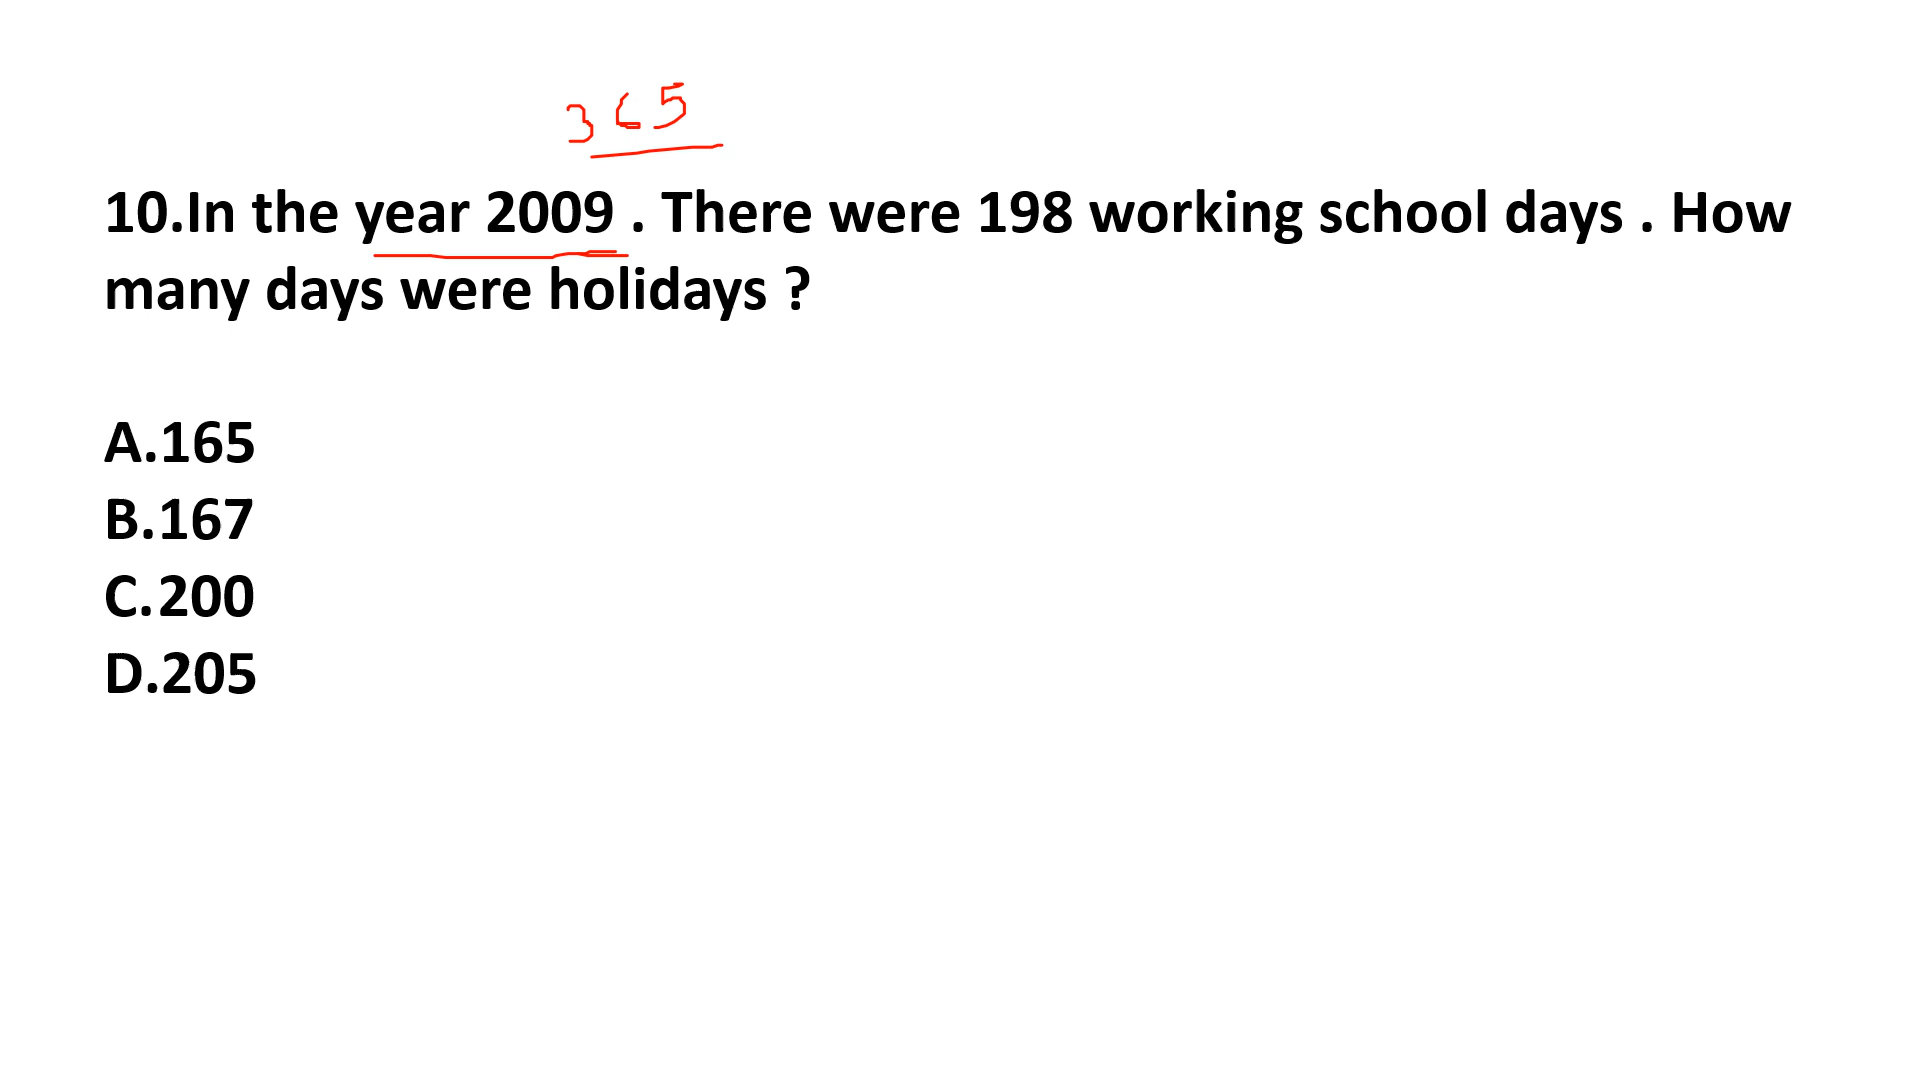 365
10.In the year 2009 . There were 198 working school days . How
many days were holidays ?
A.165
B.167
C.200
D.205